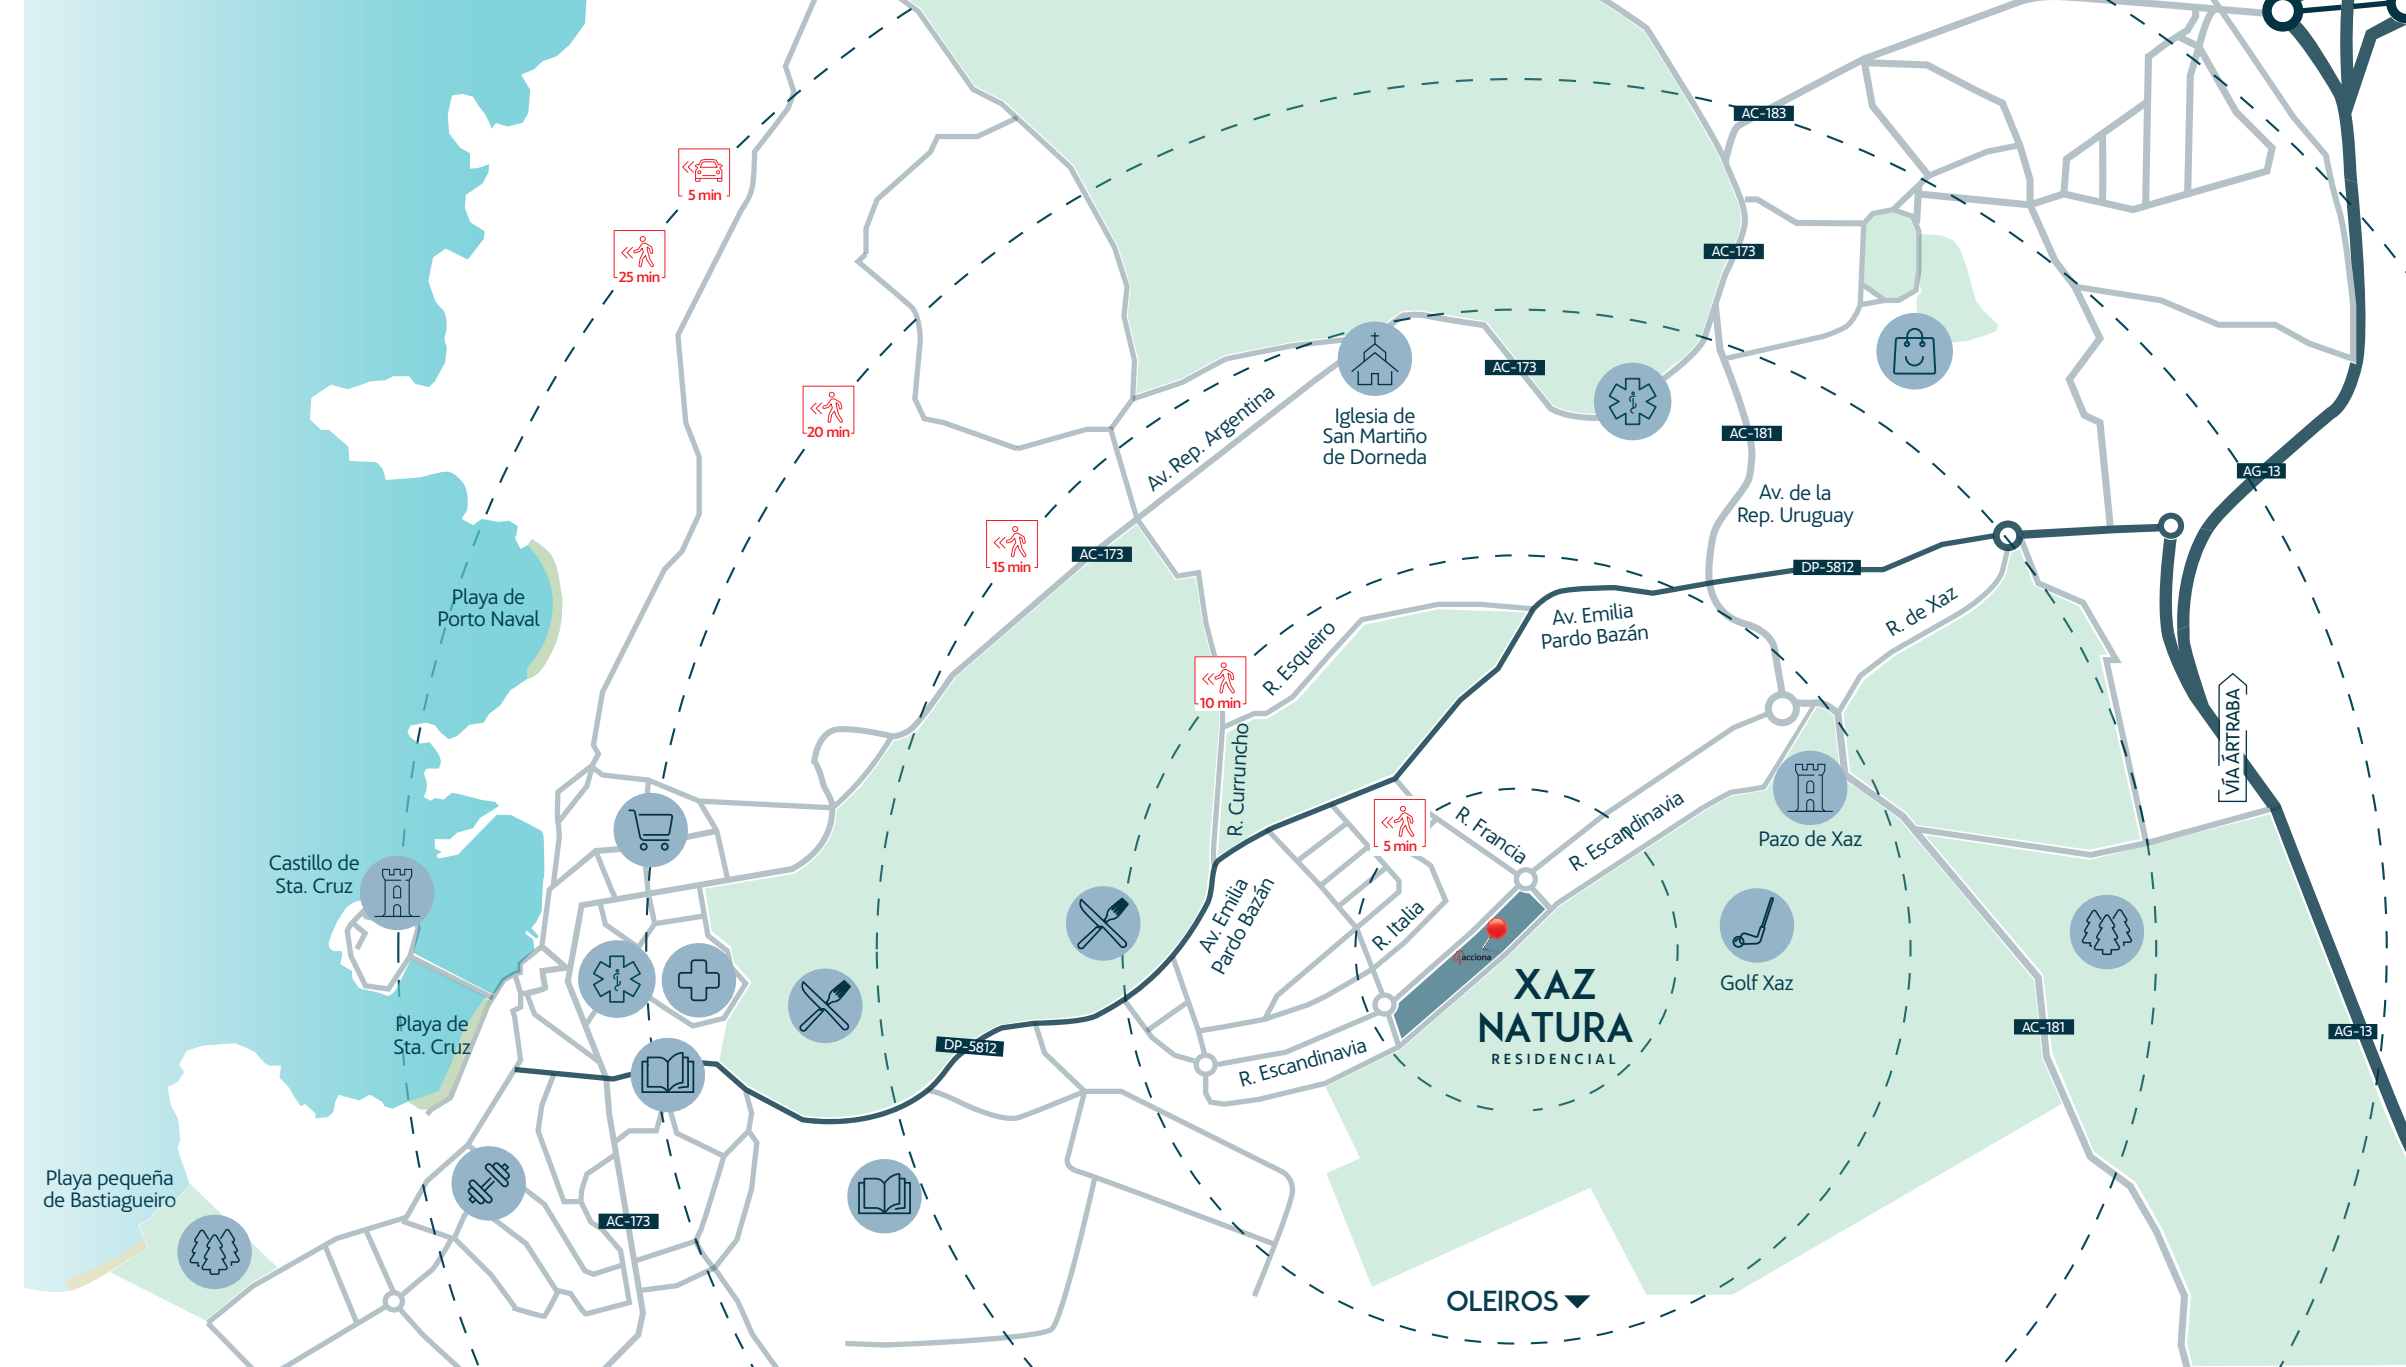 AC-183
5 min
AC-173
25 min
AC-173
Iglesia de
San Martiño
de Dorneda
Av. Rep. Argentina
20 min
AC-181
AG-13
Av. de la
Rep. Uruguay
15 min
AC-173
DP-5812
Playa de
Porto Naval
Av. Emilia
Pardo Bazán
R. de Xaz
R. Esqueiro
10 min
VÍA ÁRTRABA
R. Curruncho
5 min
R. Francia
R. Escandinavia
Pazo de Xaz
Castillo de
Sta. Cruz
Av. Emilia
Pardo Bazán
R. Italia
acciona
XAZ
NATURA
RESIDENCIAL
Golf Xaz
Playa de
Sta. Cruz
DP-5812
R. Escandinavia
AC-181
AG-13
Playa pequeña
de Bastiagueiro
AC-173
OLEIROS